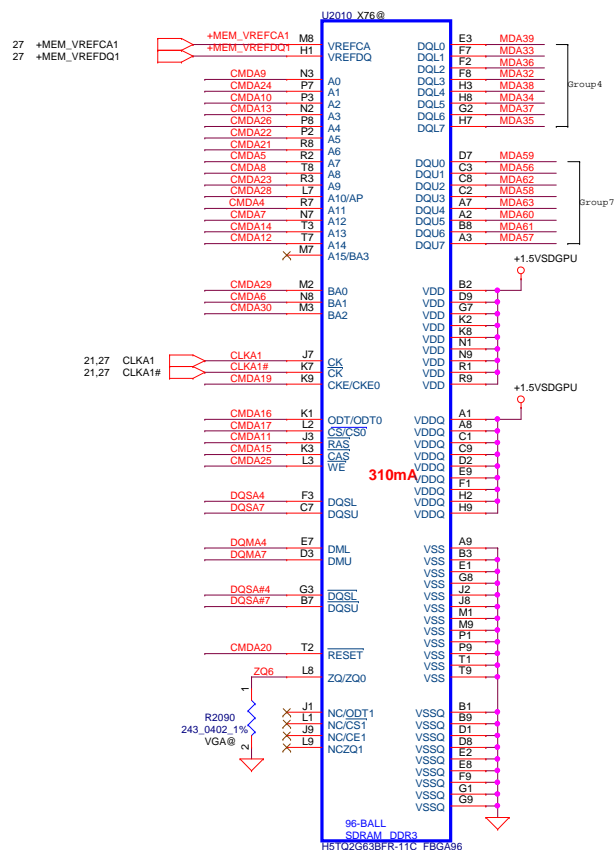 U2010 X76@
27 +MEM_VREFCA1 +MEM_VREFCA1 M8 VREFCA DQL0 E3 MDA39
27 +MEM_VREFDQ1 +MEM_VREFDQ1 H1 VREFDQ DQL1 F7 MDA33
DQL2 F2 MDA36
CMDA9 N3 A0 DQL3 F8 MDA32
CMDA24 P7 A1 DQL4 H3 MDA38
CMDA10 P3 A2 DQL5 H8 MDA34
CMDA13 N2 A3 DQL6 G2 MDA37
CMDA26 P8 A4 DQL7 H7 MDA35
Group4
CMDA22 P2 A5
CMDA21 R8 A6
CMDA5 R2 A7 DQU0 D7 MDA59
CMDA8 T8 A8 DQU1 C3 MDA56
CMDA23 R3 A9 DQU2 C8 MDA62
CMDA28 L7 A10/AP DQU3 C2 MDA58
CMDA4 R7 A11 DQU4 A7 MDA63
CMDA7 N7 A12 DQU5 A2 MDA60
CMDA14 T3 A13 DQU6 B8 MDA61
CMDA12 T7 A14 DQU7 A3 MDA57
Group7
M7 A15/BA3
+1.5VSDGPU
CMDA29 M2 BA0 VDD B2
CMDA6 N8 BA1 VDD D9
CMDA30 M3 BA2 VDD G7
VDD K2
VDD K8
VDD N1
21,27 CLKA1 CLKA1 J7 CK VDD N9
21,27 CLKA1# CLKA1# K7 CK VDD R1
CMDA19 K9 CKE/CKE0 VDD R9
+1.5VSDGPU
CMDA16 K1 ODT/ODT0 VDDQ A1
CMDA17 L2 CS/CS0 VDDQ A8
CMDA11 J3 RAS VDDQ C1
CMDA15 K3 CAS VDDQ C9
CMDA25 L3 WE VDDQ D2
310mA VDDQ E9
VDDQ F1
DQSA4 F3 DQSL VDDQ H2
DQSA7 C7 DQSU VDDQ H9
DQMA4 E7 DML VSS A9
DQMA7 D3 DMU VSS B3
VSS E1
VSS G8
DQSA#4 G3 DQSL VSS J2
DQSA#7 B7 DQSU VSS J8
VSS M1
VSS M9
VSS P1
CMDA20 T2 RESET VSS P9
VSS T1
ZQ6 L8 ZQ/ZQ0 VSS T9
1
R2090
243_0402_1%
VGA@
2
J1 NC/ODT1 VSSQ B1
L1 NC/CS1 VSSQ B9
J9 NC/CE1 VSSQ D1
L9 NCZQ1 VSSQ D8
VSSQ E2
VSSQ E8
VSSQ F9
VSSQ G1
VSSQ G9
96-BALL
SDRAM DDR3
H5TQ2G63BFR-11C FBGA96